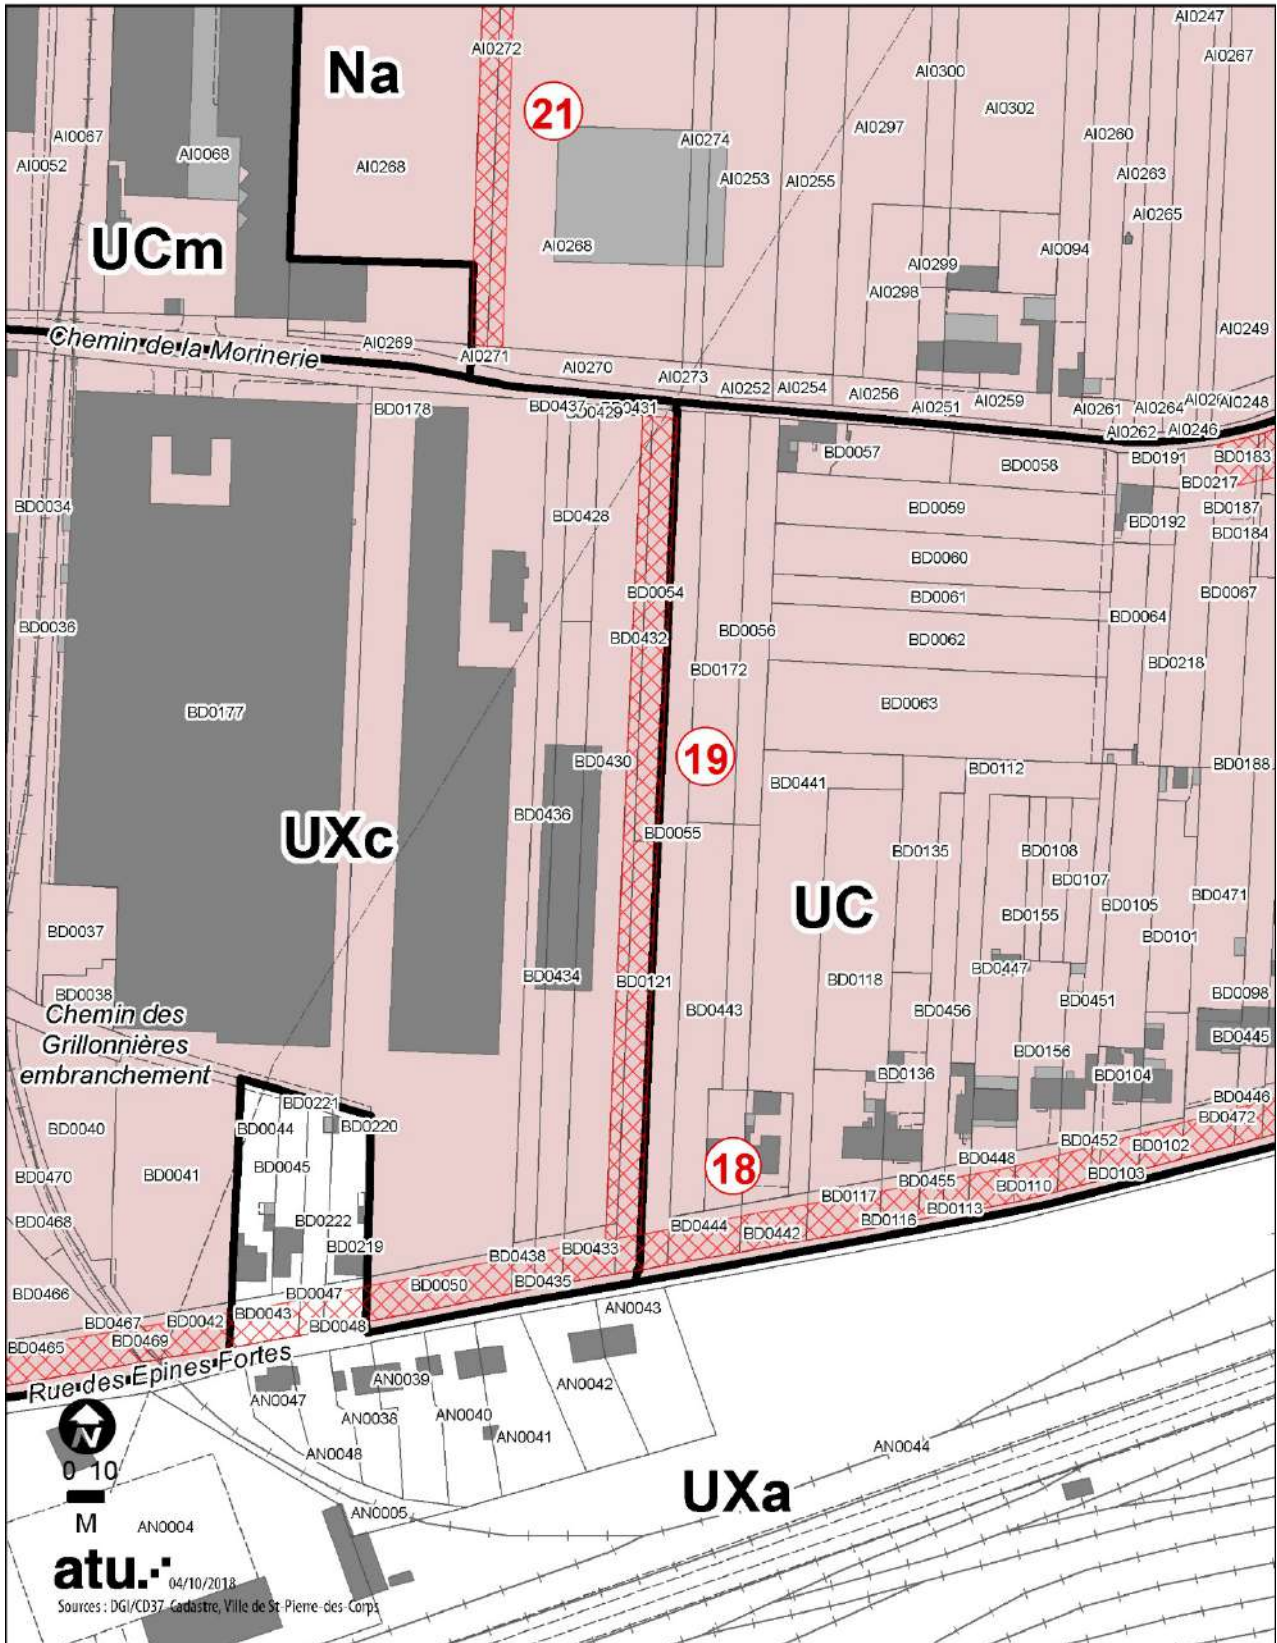 AI0247
AI0272
AI0267
Na
AI0300
21
AI0302
AI0297
AI0260
AI0067
AI0274
AI0068
AI0052
AI0268
AI0253
AI0255
AI0263
AI0265
UCm
AI0268
AI0094
AI0299
AI0298
AI0249
Chemin de la Morinerie
AI0269
AI0271
AI0270
AI0273
AI0252
AI0254
AI0256
AI0251
AI0259
AI0261
AI0264
AI0248
AI0262
AI0246
BD0178
BD0437
BD0431
BD0429
BD0057
BD0058
BD0191
BD0183
BD0217
BD0034
BD0428
BD0059
BD0187
BD0192
BD0184
BD0060
BD0054
BD0061
BD0067
BD0036
BD0432
BD0056
BD0062
BD0064
BD0172
BD0218
BD0177
BD0063
19
BD0430
BD0441
BD0112
BD0188
BD0436
UXc
BD0055
BD0135
BD0108
BD0107
UC
BD0155
BD0105
BD0471
BD0037
BD0101
BD0434
BD0121
BD0118
BD0447
BD0038
BD0451
BD0098
Chemin des
Grillonnières
embranchement
BD0443
BD0456
BD0445
BD0156
BD0136
BD0104
BD0221
BD0446
BD0040
BD0044
BD0220
BD0472
BD0452
BD0102
BD0045
18
BD0448
BD0470
BD0041
BD0455
BD0103
BD0110
BD0117
BD0468
BD0222
BD0444
BD0116
BD0113
BD0219
BD0438
BD0433
BD0442
BD0466
BD0047
BD0050
BD0435
BD0467
BD0042
BD0043
BD0048
AN0043
BD0465
BD0469
Rue des Epines Fortes
AN0039
AN0042
AN0047
AN0038
AN0040
AN0041
N
AN0048
AN0044
0 10
UXa
M
AN0004
AN0005
atu.
04/10/2018
Sources : DGI/CD37 Cadastre, Ville de St-Pierre-des-Corps